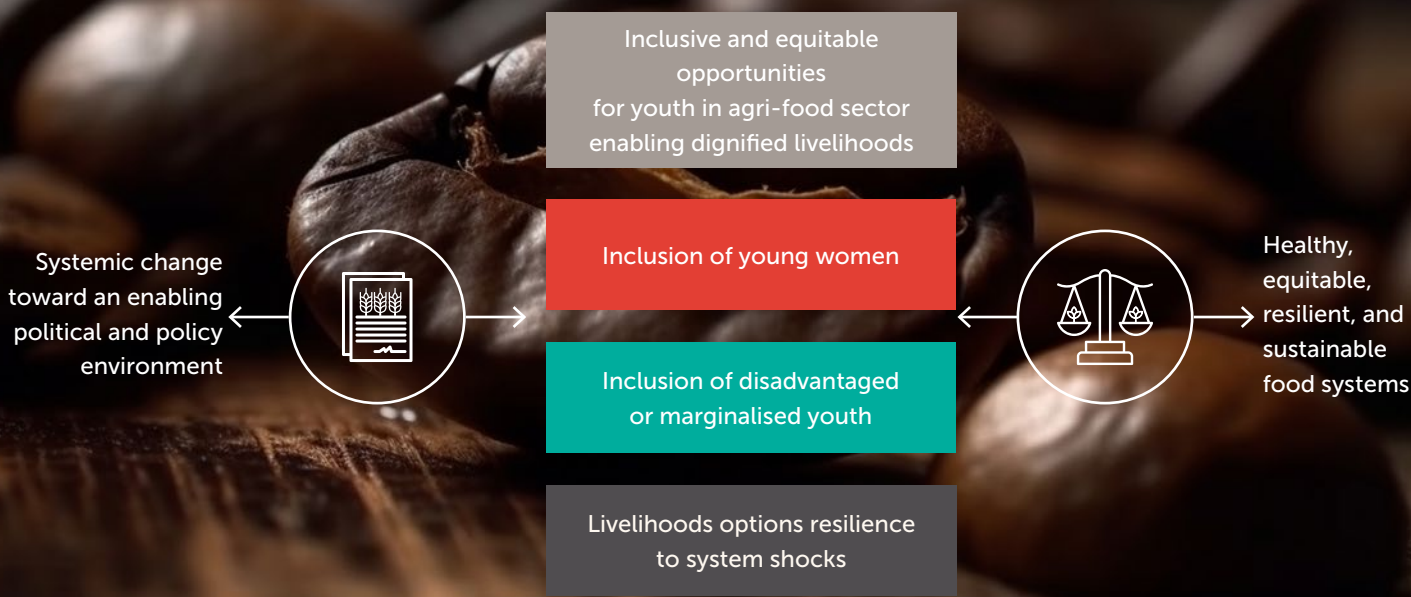 Inclusive and equitable
opportunities
for youth in agri-food sector
enabling dignified livelihoods
Systemic change
toward an enabling
political and policy
environment
Inclusion of young women
Inclusion of disadvantaged
or marginalised youth
Livelihoods options resilience
to system shocks
Healthy,
equitable,
resilient, and
sustainable
food systems